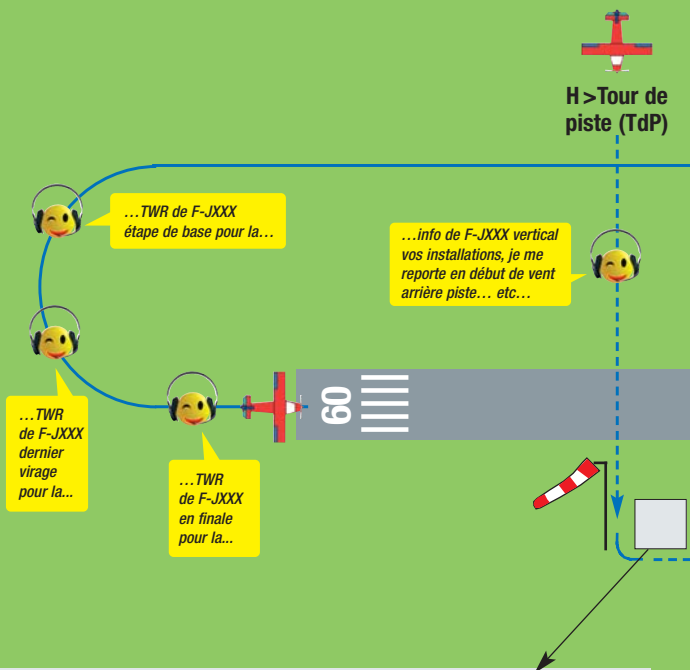 H >Tour de
piste (TdP)
…TWR de F-JXXX
étape de base pour la…
…info de F-JXXX vertical
vos installations, je me
reporte en début de vent
arrière piste… etc…
09
…TWR
de F-JXXX
dernier
virage
pour la...
…TWR
de F-JXXX
en finale
pour la...